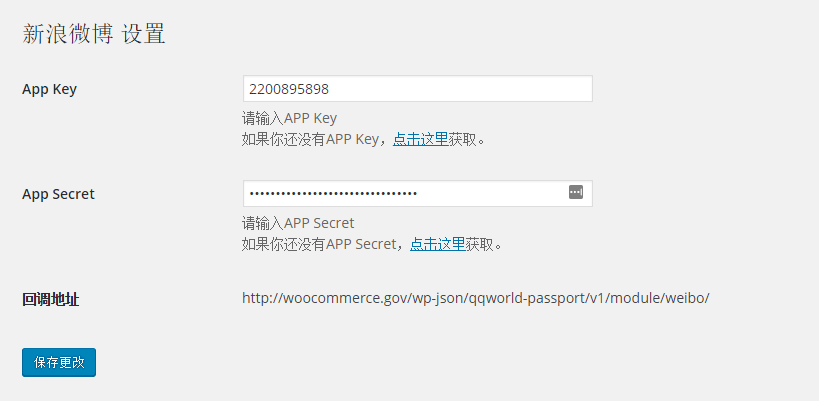 新浪微博 设置
App Key
2200895898
请输入APP Key
如果你还没有APP Key，点击这里获取。
App Secret
••••••••••••••••••••••••••••••••
请输入APP Secret
如果你还没有APP Secret，点击这里获取。
回调地址
http://woocommerce.gov/wp-json/qqworld-passport/v1/module/weibo/
保存更改